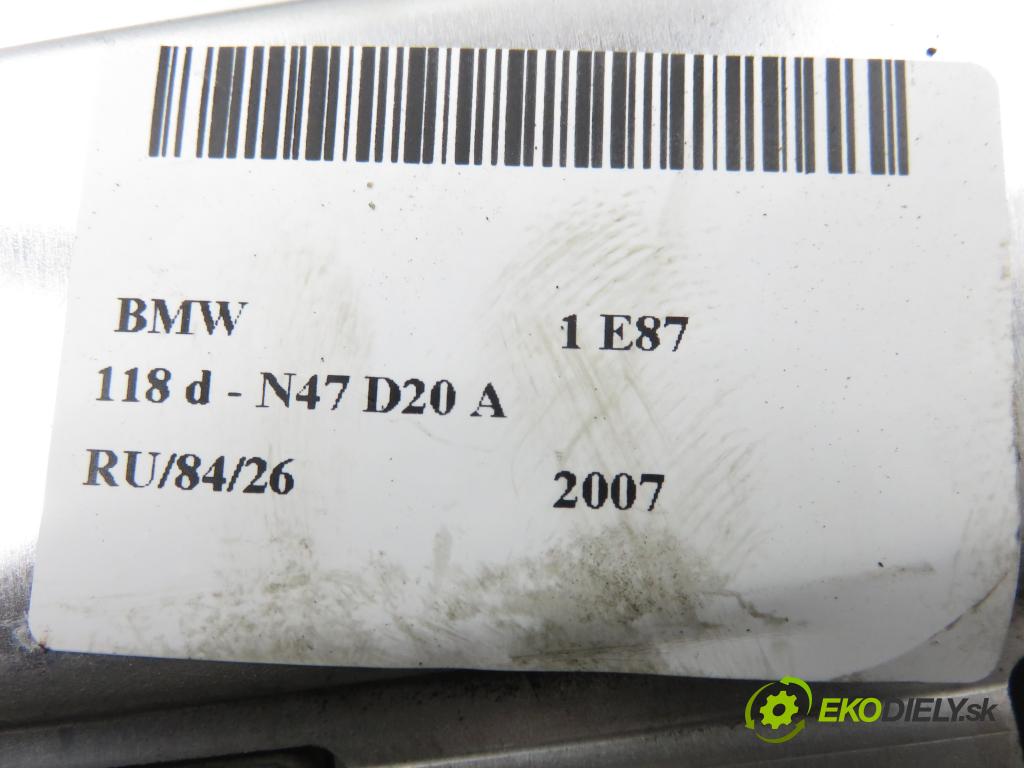 BMW 1 E87
118 d - N47 D20 A
RU/84/26 2007
EKODIELY.sk